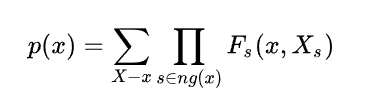 p(x) = ∑_{X−x} ∏_{s∈ng(x)} F_s(x, X_s)